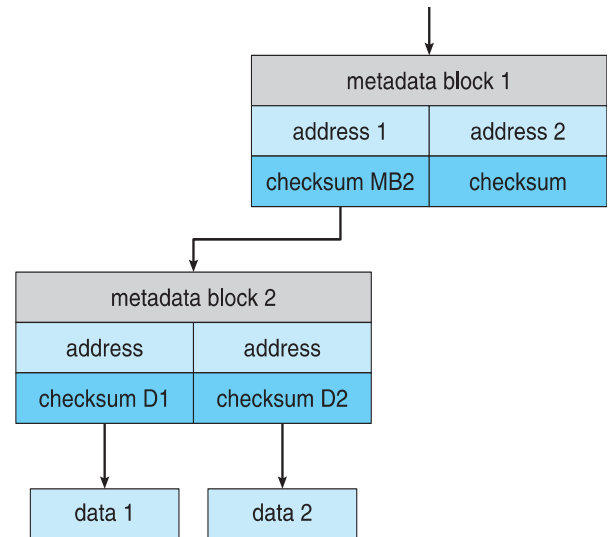 metadata block 1
address 1 address 2
checksum MB2 checksum
metadata block 2
address address
checksum D1 checksum D2
data 1 data 2